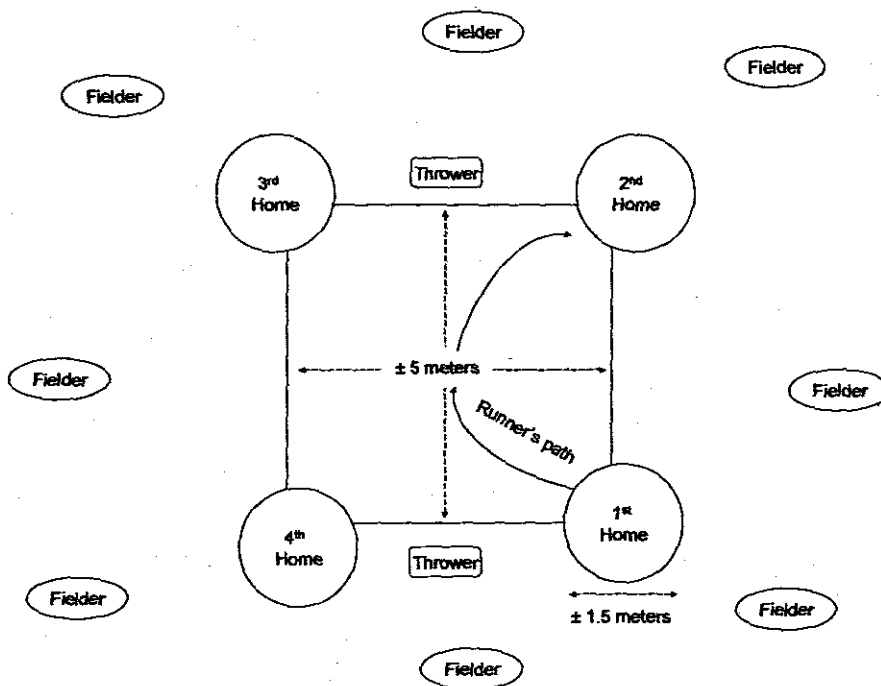 Fielder
Fielder
Fielder
3rd
Home
Thrower
2nd
Home
± 5 meters
Fielder
Fielder
Runner's path
4th
Home
1st
Home
Thrower
Fielder
Fielder
± 1.5 meters
Fielder